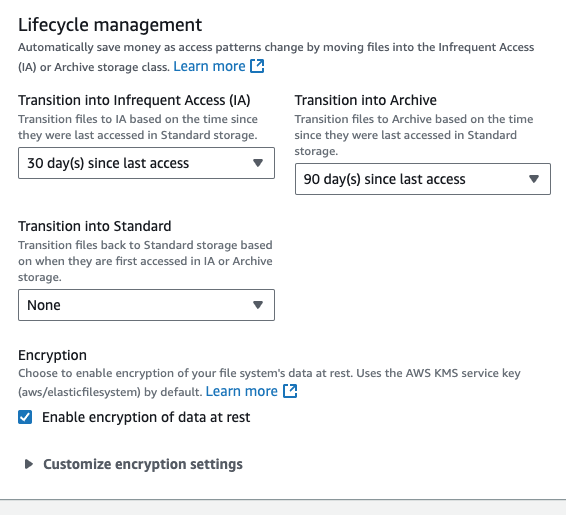 Lifecycle management
Automatically save money as access patterns change by moving files into the Infrequent Access
(IA) or Archive storage class. Learn more
Transition into Infrequent Access (IA)
Transition files to IA based on the time since
they were last accessed in Standard storage.
30 day(s) since last access
Transition into Archive
Transition files to Archive based on the time
since they were last accessed in Standard
storage.
90 day(s) since last access
Transition into Standard
Transition files back to Standard storage based
on when they are first accessed in IA or Archive
storage.
None
Encryption
Choose to enable encryption of your file system's data at rest. Uses the AWS KMS service key
(aws/elasticfilesystem) by default. Learn more
Enable encryption of data at rest
Customize encryption settings